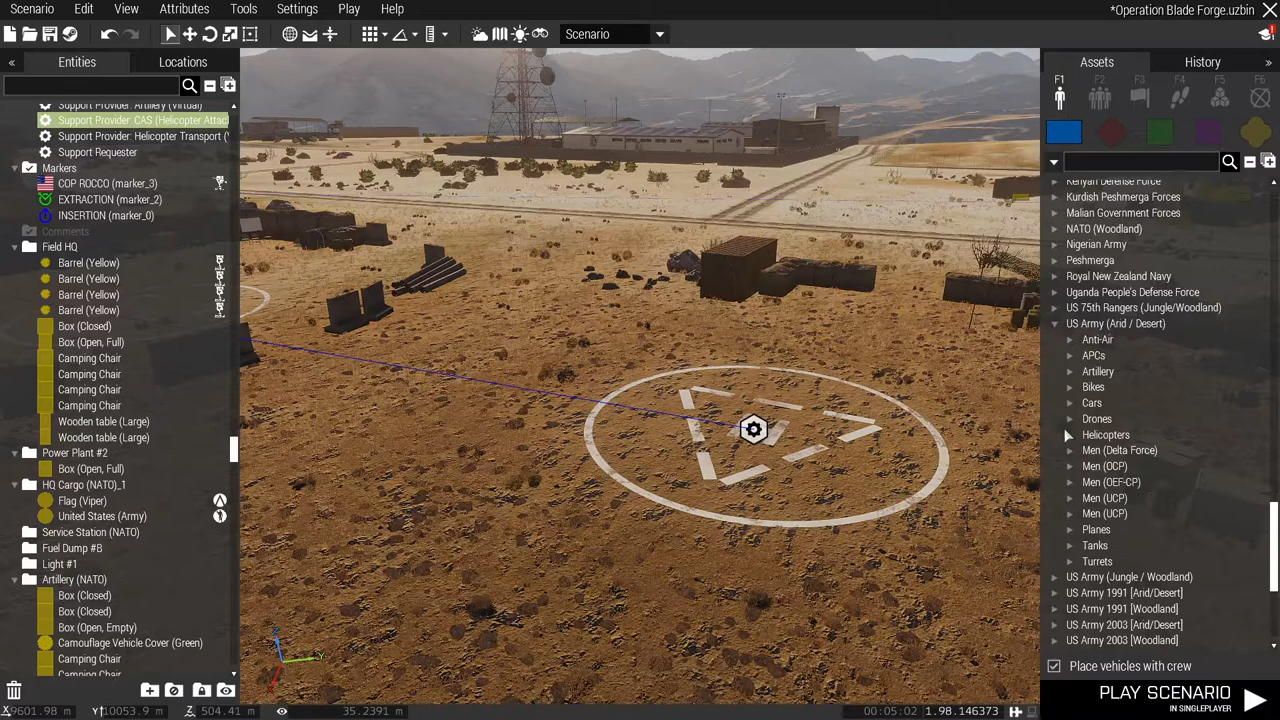 Scenario Edit View Attributes Tools Settings Play Help
*Operation Blade Forge.uzbin
Scenario
Entities Locations
Support Provider: Artillery (Virtual)
Support Provider: CAS (Helicopter Attac
Support Provider: Helicopter Transport (
Support Requester
Markers
COP ROCCO (marker_3)
EXTRACTION (marker_2)
INSERTION (marker_0)
Comments
Field HQ
Barrel (Yellow)
Barrel (Yellow)
Barrel (Yellow)
Barrel (Yellow)
Box (Closed)
Box (Open, Full)
Camping Chair
Camping Chair
Camping Chair
Camping Chair
Wooden table (Large)
Wooden table (Large)
Power Plant #2
Box (Open, Full)
HQ Cargo (NATO)_1
Flag (Viper)
United States (Army)
Service Station (NATO)
Fuel Dump #B
Light #1
Artillery (NATO)
Box (Closed)
Box (Closed)
Box (Open, Empty)
Camouflage Vehicle Cover (Green)
Camping Chair
Camping Chair
Assets History
F1 F2 F3 F4 F5 F6
Kenyan Defense Force
Kurdish Peshmerga Forces
Malian Government Forces
NATO (Woodland)
Nigerian Army
Peshmerga
Royal New Zealand Navy
Uganda People's Defense Force
US 75th Rangers (Jungle/Woodland)
US Army (Arid / Desert)
Anti-Air
APCs
Artillery
Bikes
Cars
Drones
Helicopters
Men (Delta Force)
Men (OCP)
Men (OEF-CP)
Men (UCP)
Men (UCP)
Planes
Tanks
Turrets
US Army (Jungle / Woodland)
US Army 1991 [Arid/Desert]
US Army 1991 [Woodland]
US Army 2003 [Arid/Desert]
US Army 2003 [Woodland]
Place vehicles with crew
PLAY SCENARIO
IN SINGLEPLAYER
X 9601.98 m Y 10053.9 m Z 504.41 m 35.2391 m 00:05:02 1.98.146373
Z
Y